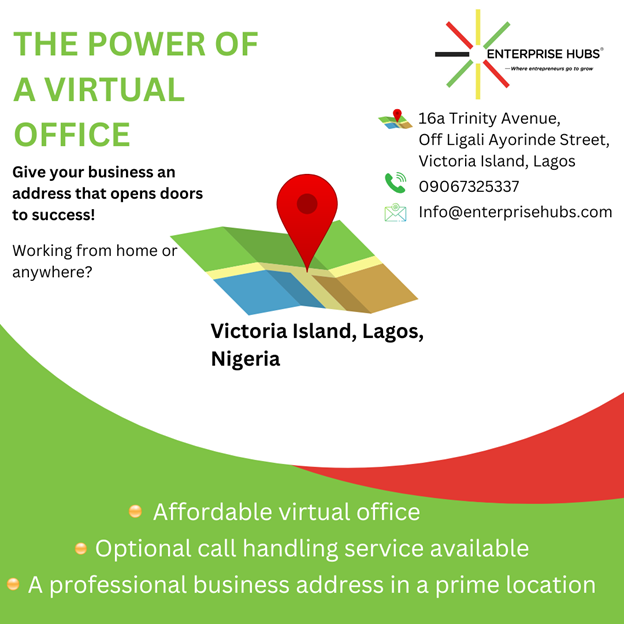 THE POWER OF
A VIRTUAL
OFFICE
Give your business an
address that opens doors
to success!
Working from home or
anywhere?
ENTERPRISE HUBS®
—Where entrepreneurs go to grow
16a Trinity Avenue,
Off Ligali Ayorinde Street,
Victoria Island, Lagos
09067325337
Info@enterprisehubs.com
Victoria Island, Lagos,
Nigeria
Affordable virtual office
Optional call handling service available
A professional business address in a prime location